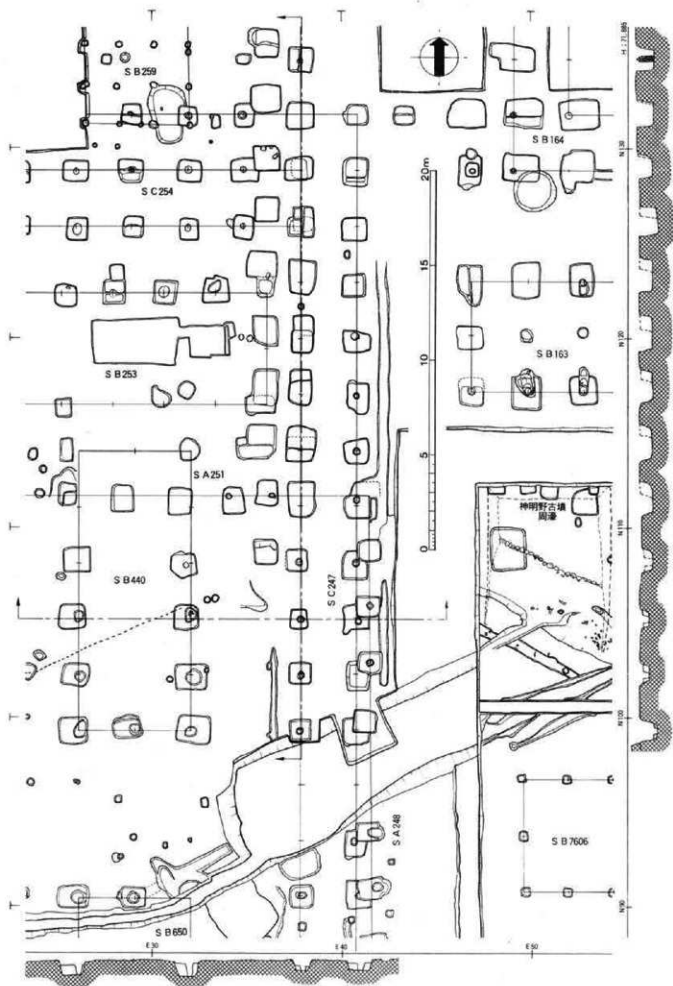 SB259
SC254
SB253
SA251
SB440
SC247
SA248
SB650
SB164
SB163
神明野古墳
周濠
SB7606
20m
15
10
5
0
N130
N120
N110
N100
N90
E30
E40
E50